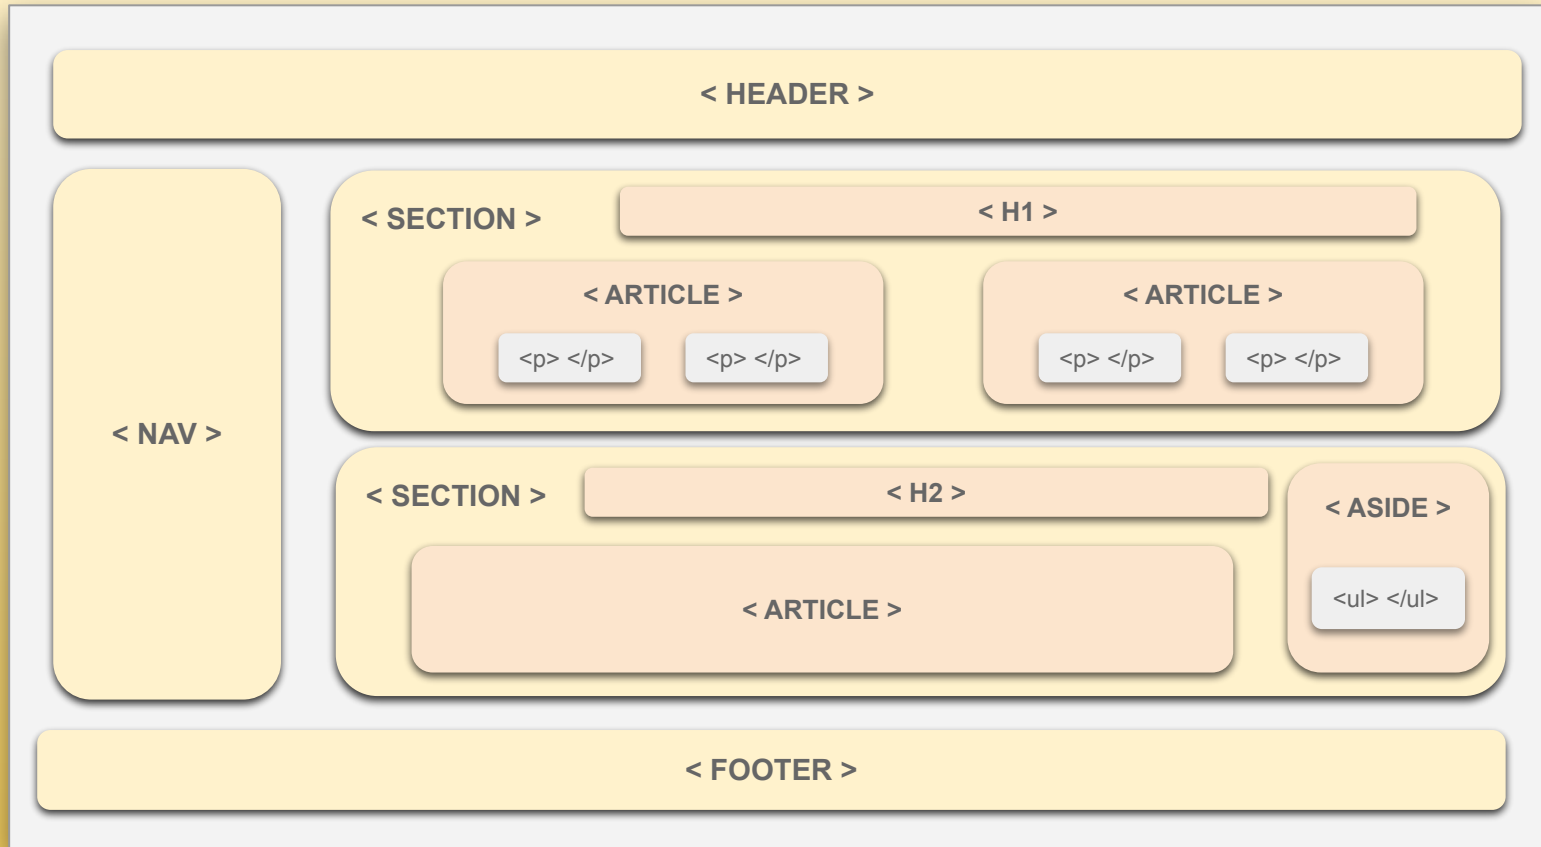 < HEADER >
< NAV >
< SECTION >
< H1 >
< ARTICLE >
<p> </p>
<p> </p>
< ARTICLE >
<p> </p>
<p> </p>
< SECTION >
< H2 >
< ARTICLE >
< ASIDE >
<ul> </ul>
< FOOTER >